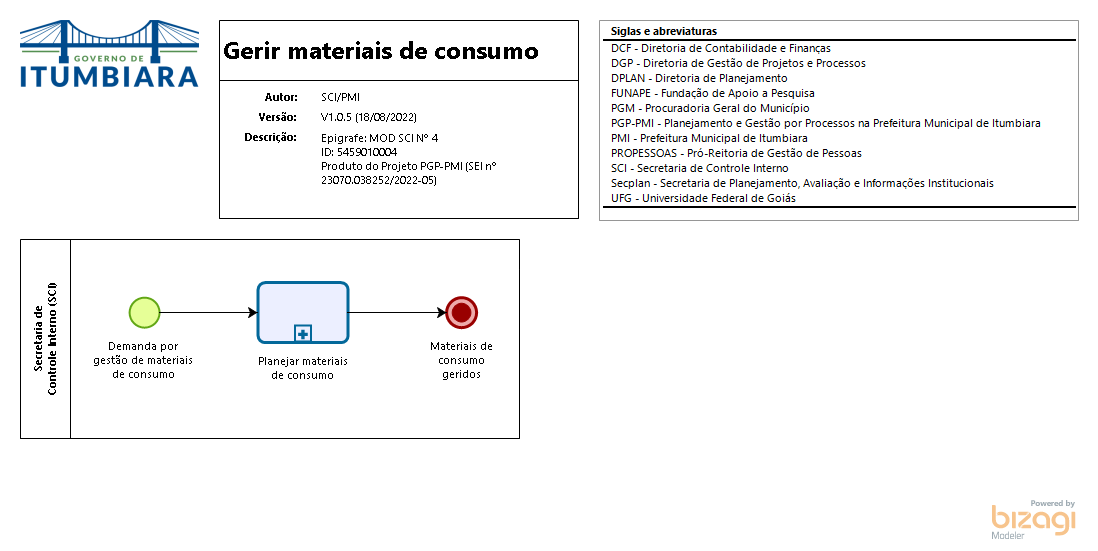 GOVERNO DE
ITUMBIARA
Gerir materiais de consumo
Autor: SCI/PMI
Versão: V1.0.5 (18/08/2022)
Descrição: Epigrafe: MOD SCI Nº 4
ID: 5459010004
Produto do Projeto PGP-PMI (SEI nº
23070.038252/2022-05)
Siglas e abreviaturas
DCF - Diretoria de Contabilidade e Finanças
DGP - Diretoria de Gestão de Projetos e Processos
DPLAN - Diretoria de Planejamento
FUNAPE - Fundação de Apoio a Pesquisa
PGM - Procuradoria Geral do Município
PGP-PMI - Planejamento e Gestão por Processos na Prefeitura Municipal de Itumbiara
PMI - Prefeitura Municipal de Itumbiara
PROPESSOAS - Pró-Reitoria de Gestão de Pessoas
SCI - Secretaria de Controle Interno
Secplan - Secretaria de Planejamento, Avaliação e Informações Institucionais
UFG - Universidade Federal de Goiás
Secretaria de
Controle Interno (SCI)
Demanda por
gestão de materiais
de consumo
Planejar materiais
de consumo
Materiais de
consumo
geridos
Powered by
bizagi
Modeler